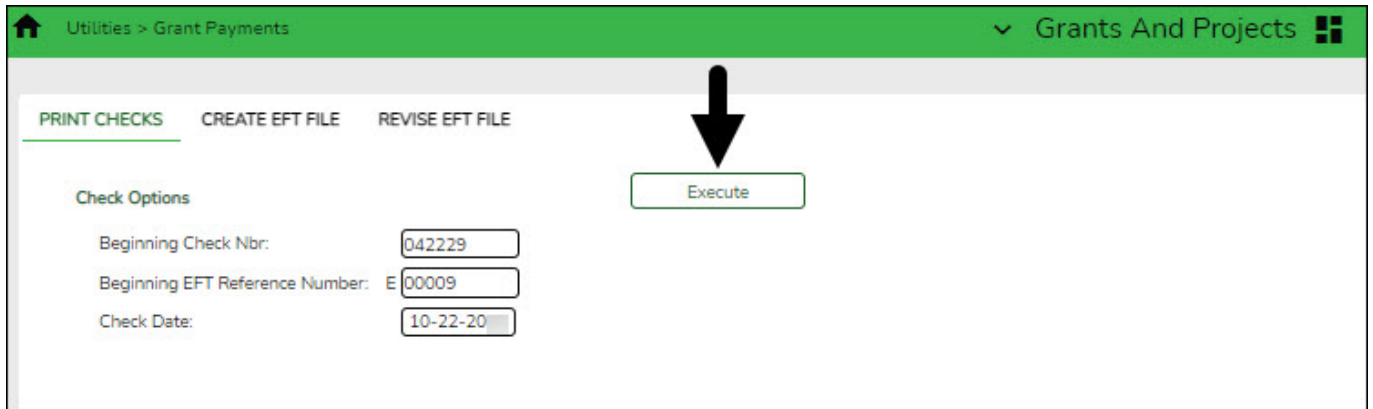 Utilities > Grant Payments
Grants And Projects
PRINT CHECKS CREATE EFT FILE REVISE EFT FILE
Execute
Check Options
Beginning Check Nbr: 042229
Beginning EFT Reference Number: E 00009
Check Date: 10-22-20